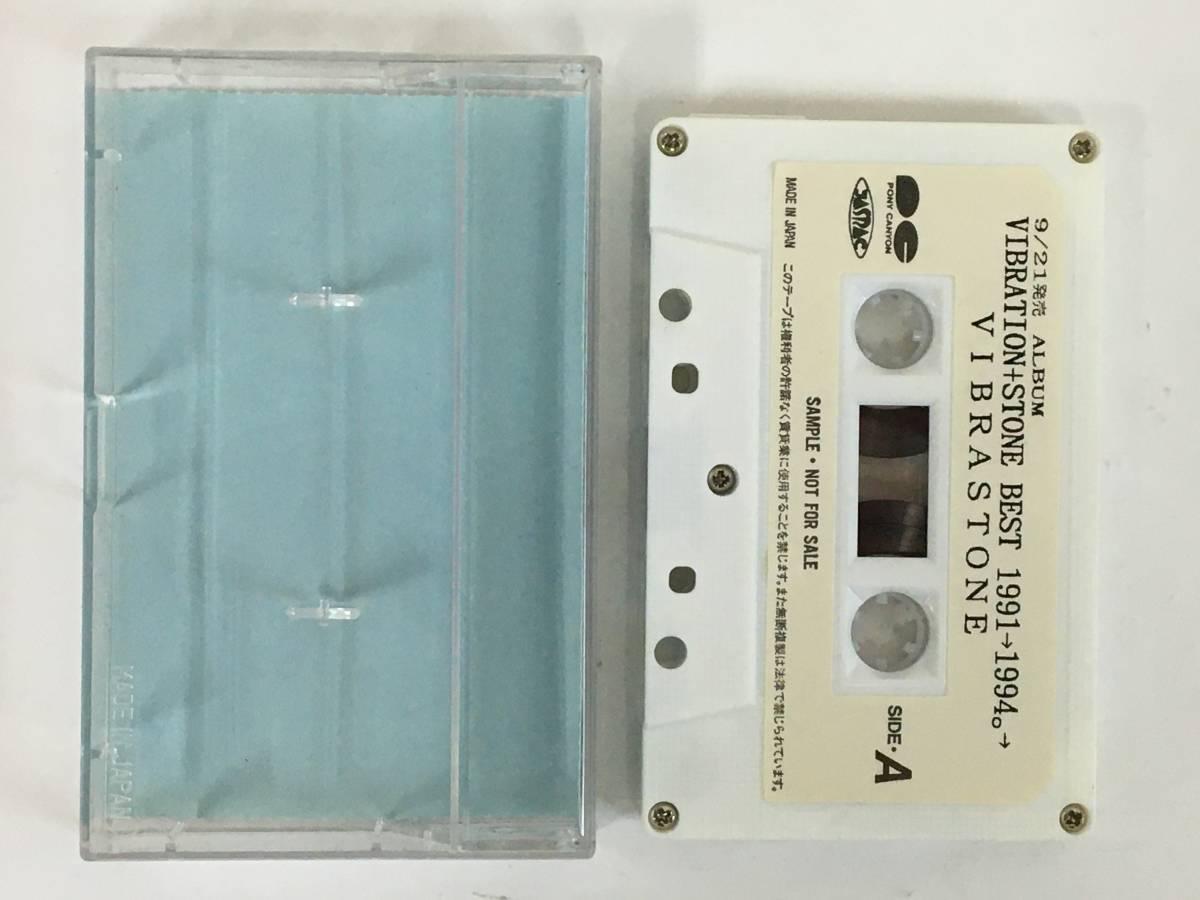 9/21発売 ALBUM
VIBRATION+STONE BEST 1991→1994。→
VIBRASTONE
PONY CANYON
JASRAC
SIDE・A
SAMPLE・NOT FOR SALE
MADE IN JAPAN このテープは権利者の許諾なく賃貸業に使用することを禁じます。また無断複製は法律で禁じられています。
MADE IN JAPAN